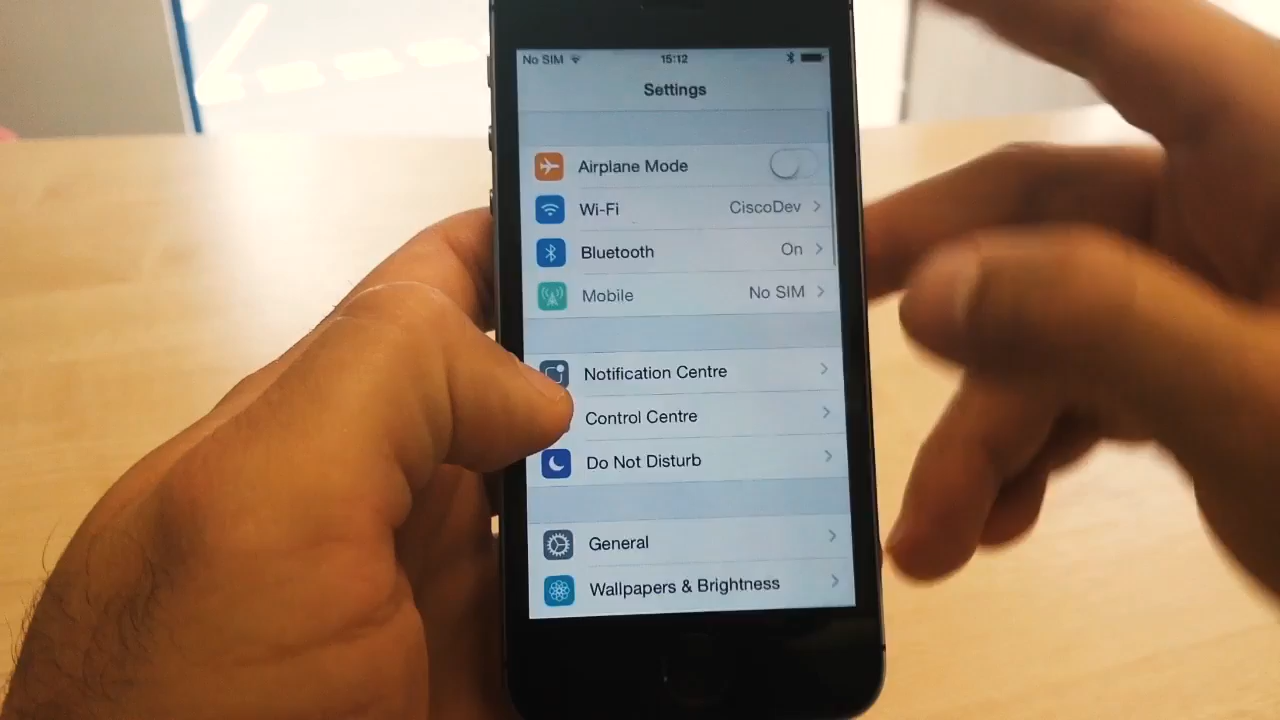 No SIM 15:12
Settings
Airplane Mode
Wi-Fi CiscoDev
Bluetooth On
Mobile No SIM
Notification Centre
Control Centre
Do Not Disturb
General
Wallpapers & Brightness